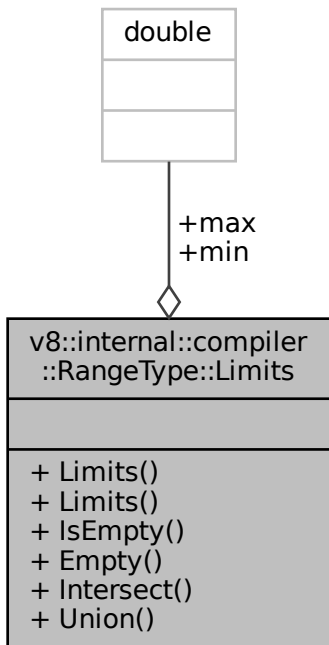 double
+max
+min
v8::internal::compiler
::RangeType::Limits
+ Limits()
+ Limits()
+ IsEmpty()
+ Empty()
+ Intersect()
+ Union()